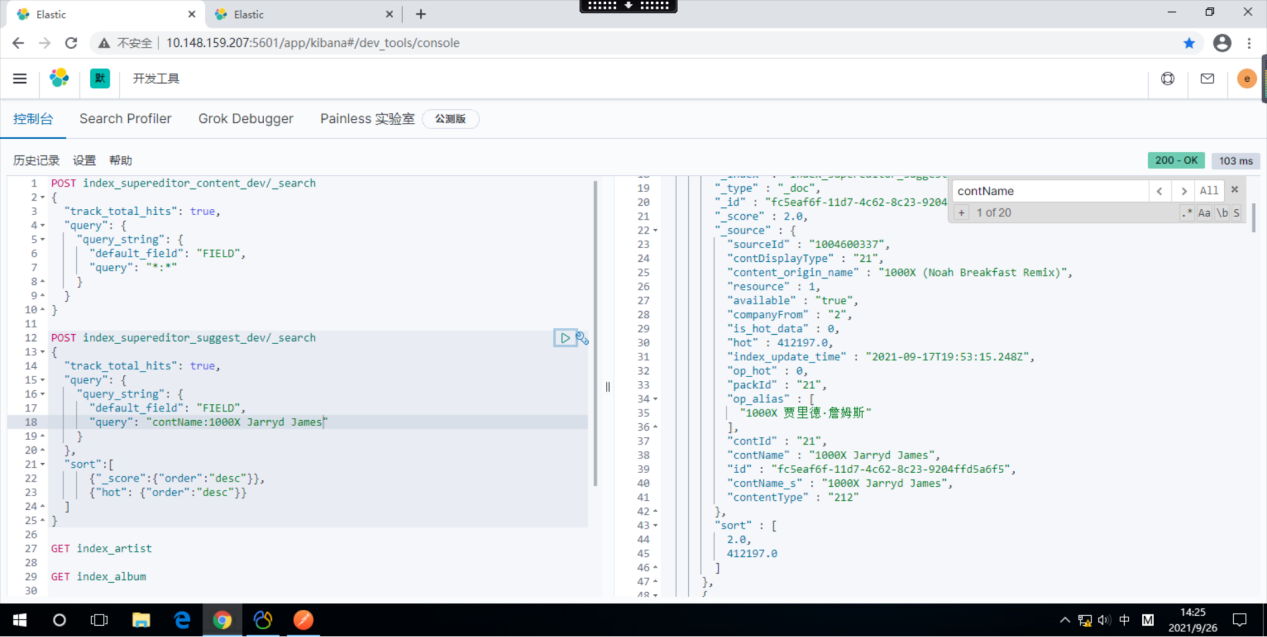 Elastic
Elastic
不安全 10.148.159.207:5601/app/kibana#/dev_tools/console
默 开发工具 e
控制台 Search Profiler Grok Debugger Painless 实验室 公测版
历史记录 设置 帮助 200 - OK 103 ms
1 POST index_supereditor_content_dev/_search
2 {
3 "track_total_hits": true,
4 "query": {
5 "query_string": {
6 "default_field": "FIELD",
7 "query": "*:*"
8 }
9 }
10 }
11
12 POST index_supereditor_suggest_dev/_search
13 {
14 "track_total_hits": true,
15 "query": {
16 "query_string": {
17 "default_field": "FIELD",
18 "query": "contName:1000X Jarryd James"
19 }
20 },
21 "sort":[
22 {"_score":{"order":"desc"}},
23 {"hot": {"order":"desc"}}
24 ]
25 }
26
27 GET index_artist
28
29 GET index_album
30
contName All
+ 1 of 20 .* Aa \b S
19 "_type" : "_doc",
20 "_id" : "fc5eaf6f-11d7-4c62-8c23-9204
21 "_score" : 2.0,
22 "_source" : {
23 "sourceId" : "1004600337",
24 "contDisplayType" : "21",
25 "content_origin_name" : "1000X (Noah Breakfast Remix)",
26 "resource" : 1,
27 "available" : "true",
28 "companyFrom" : "2",
29 "is_hot_data" : 0,
30 "hot" : 412197.0,
31 "index_update_time" : "2021-09-17T19:53:15.248Z",
32 "op_hot" : 0,
33 "packId" : "21",
34 "op_alias" : [
35 "1000X 贾里德·詹姆斯"
36 ],
37 "contId" : "21",
38 "contName" : "1000X Jarryd James",
39 "id" : "fc5eaf6f-11d7-4c62-8c23-9204ffd5a6f5",
40 "contName_s" : "1000X Jarryd James",
41 "contentType" : "212"
42 },
43 "sort" : [
44 2.0,
45 412197.0
46 ]
47 },
48 {
中 M 14:25
2021/9/26